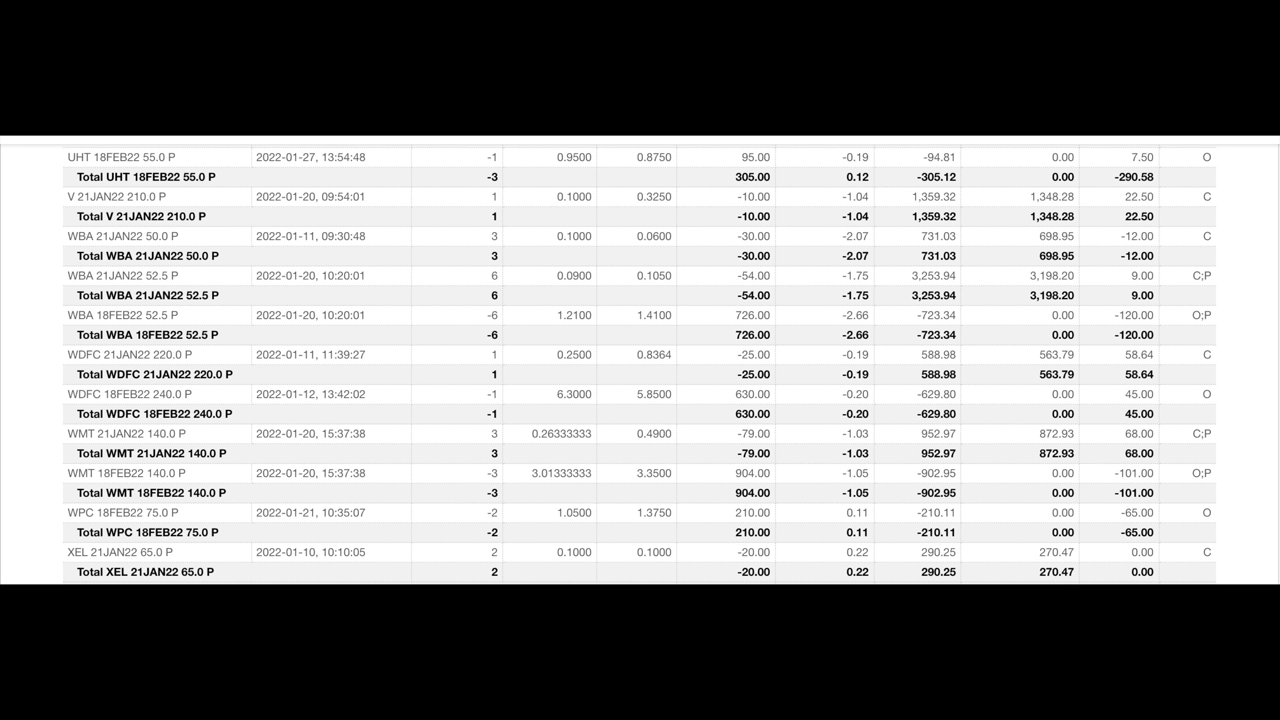 UHT 18FEB22 55.0 P 2022-01-27, 13:54:48 -1 0.9500 0.8750 95.00 -0.19 -94.81 0.00 7.50 O
Total UHT 18FEB22 55.0 P -3 305.00 0.12 -305.12 0.00 -290.58
V 21JAN22 210.0 P 2022-01-20, 09:54:01 1 0.1000 0.3250 -10.00 -1.04 1,359.32 1,348.28 22.50 C
Total V 21JAN22 210.0 P 1 -10.00 -1.04 1,359.32 1,348.28 22.50
WBA 21JAN22 50.0 P 2022-01-11, 09:30:48 3 0.1000 0.0600 -30.00 -2.07 731.03 698.95 -12.00 C
Total WBA 21JAN22 50.0 P 3 -30.00 -2.07 731.03 698.95 -12.00
WBA 21JAN22 52.5 P 2022-01-20, 10:20:01 6 0.0900 0.1050 -54.00 -1.75 3,253.94 3,198.20 9.00 C;P
Total WBA 21JAN22 52.5 P 6 -54.00 -1.75 3,253.94 3,198.20 9.00
WBA 18FEB22 52.5 P 2022-01-20, 10:20:01 -6 1.2100 1.4100 726.00 -2.66 -723.34 0.00 -120.00 O;P
Total WBA 18FEB22 52.5 P -6 726.00 -2.66 -723.34 0.00 -120.00
WDFC 21JAN22 220.0 P 2022-01-11, 11:39:27 1 0.2500 0.8364 -25.00 -0.19 588.98 563.79 58.64 C
Total WDFC 21JAN22 220.0 P 1 -25.00 -0.19 588.98 563.79 58.64
WDFC 18FEB22 240.0 P 2022-01-12, 13:42:02 -1 6.3000 5.8500 630.00 -0.20 -629.80 0.00 45.00 O
Total WDFC 18FEB22 240.0 P -1 630.00 -0.20 -629.80 0.00 45.00
WMT 21JAN22 140.0 P 2022-01-20, 15:37:38 3 0.26333333 0.4900 -79.00 -1.03 952.97 872.93 68.00 C;P
Total WMT 21JAN22 140.0 P 3 -79.00 -1.03 952.97 872.93 68.00
WMT 18FEB22 140.0 P 2022-01-20, 15:37:38 -3 3.01333333 3.3500 904.00 -1.05 -902.95 0.00 -101.00 O;P
Total WMT 18FEB22 140.0 P -3 904.00 -1.05 -902.95 0.00 -101.00
WPC 18FEB22 75.0 P 2022-01-21, 10:35:07 -2 1.0500 1.3750 210.00 0.11 -210.11 0.00 -65.00 O
Total WPC 18FEB22 75.0 P -2 210.00 0.11 -210.11 0.00 -65.00
XEL 21JAN22 65.0 P 2022-01-10, 10:10:05 2 0.1000 0.1000 -20.00 0.22 290.25 270.47 0.00 C
Total XEL 21JAN22 65.0 P 2 -20.00 0.22 290.25 270.47 0.00